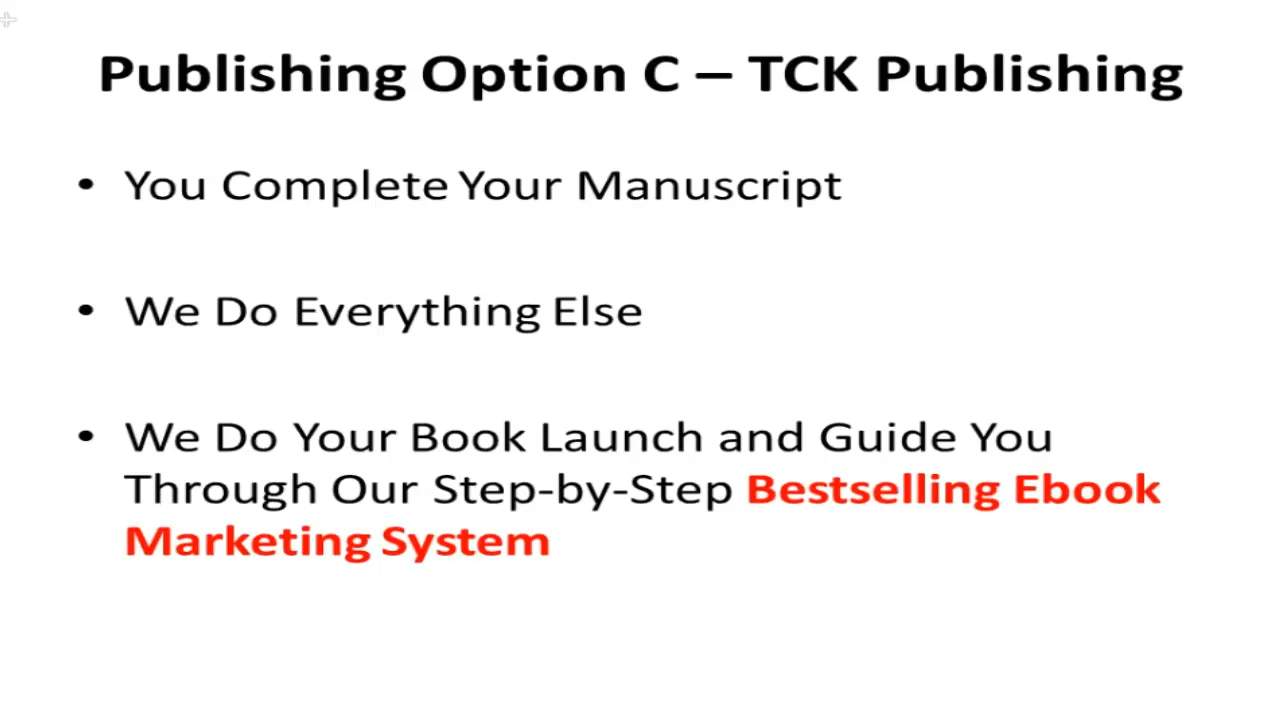 Publishing Option C – TCK Publishing
• You Complete Your Manuscript
• We Do Everything Else
• We Do Your Book Launch and Guide You
Through Our Step-by-Step Bestselling Ebook
Marketing System